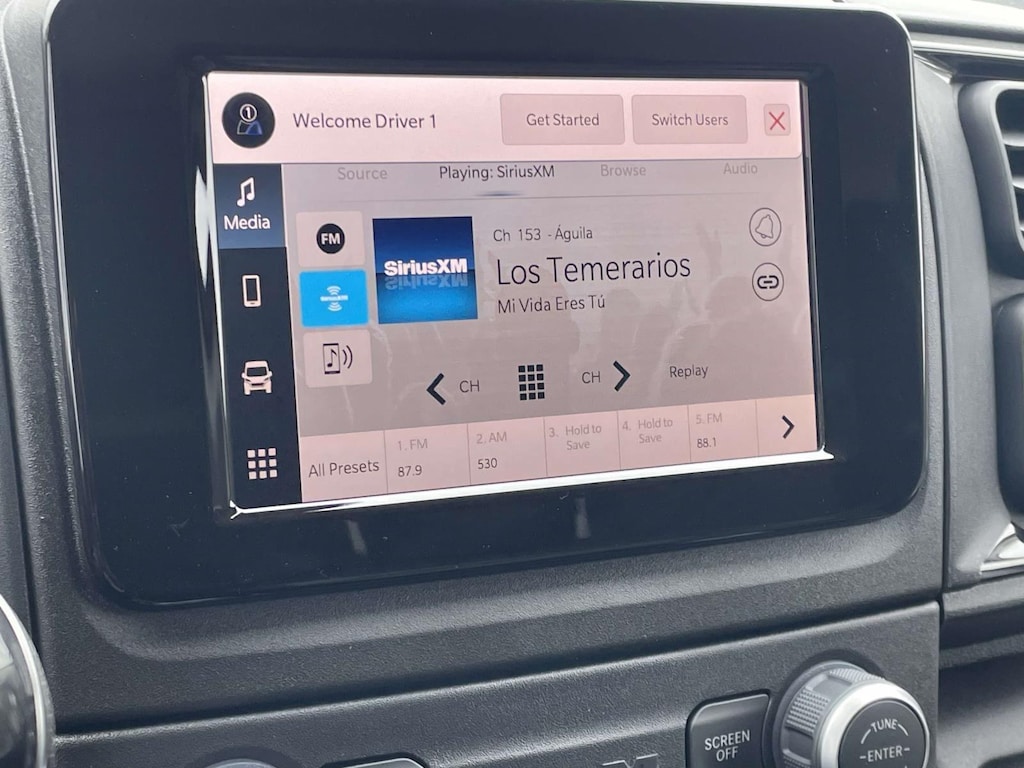 1
Welcome Driver 1
Get Started
Switch Users
Source
Playing: SiriusXM
Browse
Audio
Media
FM
SiriusXM
SiriusXM
Ch 153 - Águila
Los Temerarios
Mi Vida Eres Tú
CH
CH
Replay
All Presets
1. FM
87.9
2. AM
530
3. Hold to
Save
4. Hold to
Save
5. FM
88.1
SCREEN
OFF
TUNE
-ENTER-